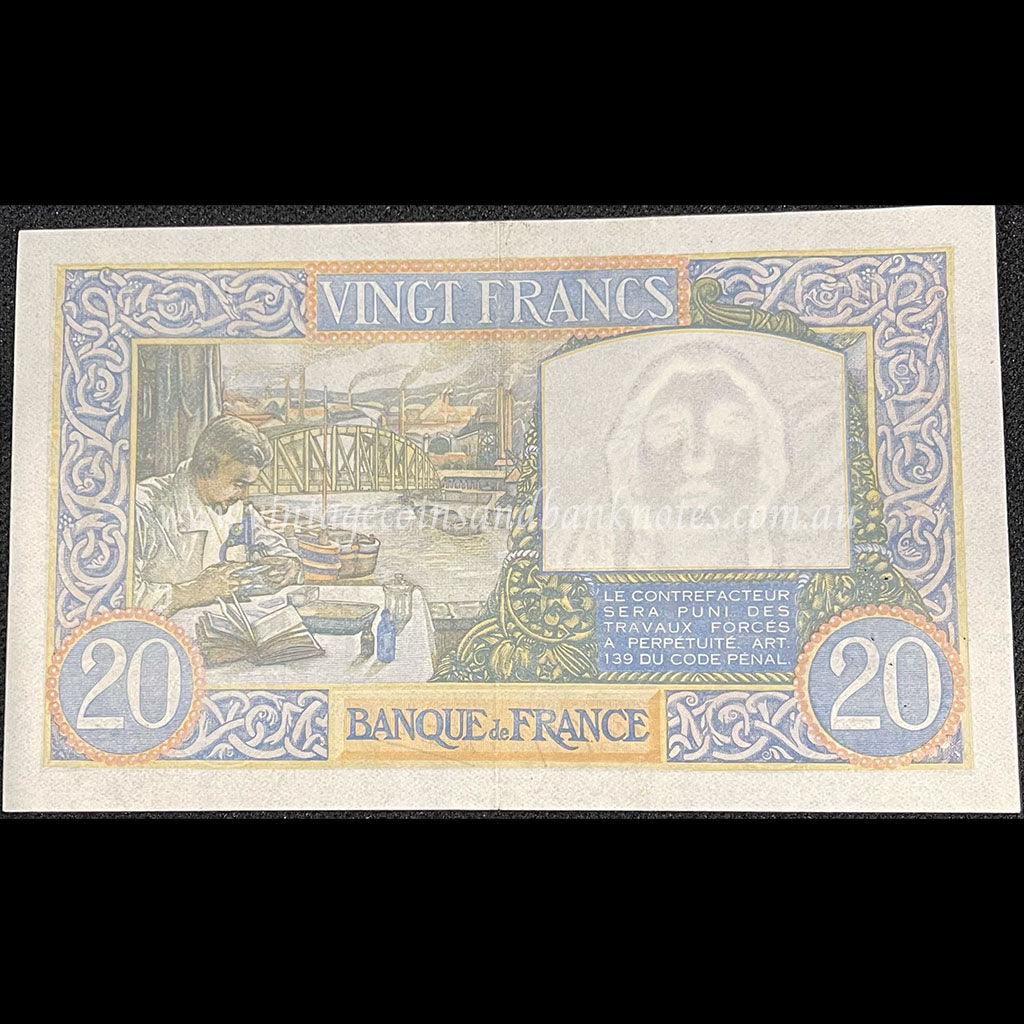 VINGT FRANCS
www.vintagecoinsandbanknotes.com.au
LE CONTREFACTEUR
SERA PUNI DES
TRAVAUX FORCÉS
A PERPÉTUITÉ. ART.
139 DU CODE PÉNAL.
20
20
BANQUE de FRANCE